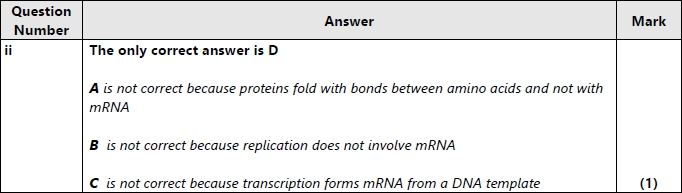 Question
Number
Answer
Mark
ii
The only correct answer is D
A is not correct because proteins fold with bonds between amino acids and not with
mRNA
B is not correct because replication does not involve mRNA
C is not correct because transcription forms mRNA from a DNA template
(1)